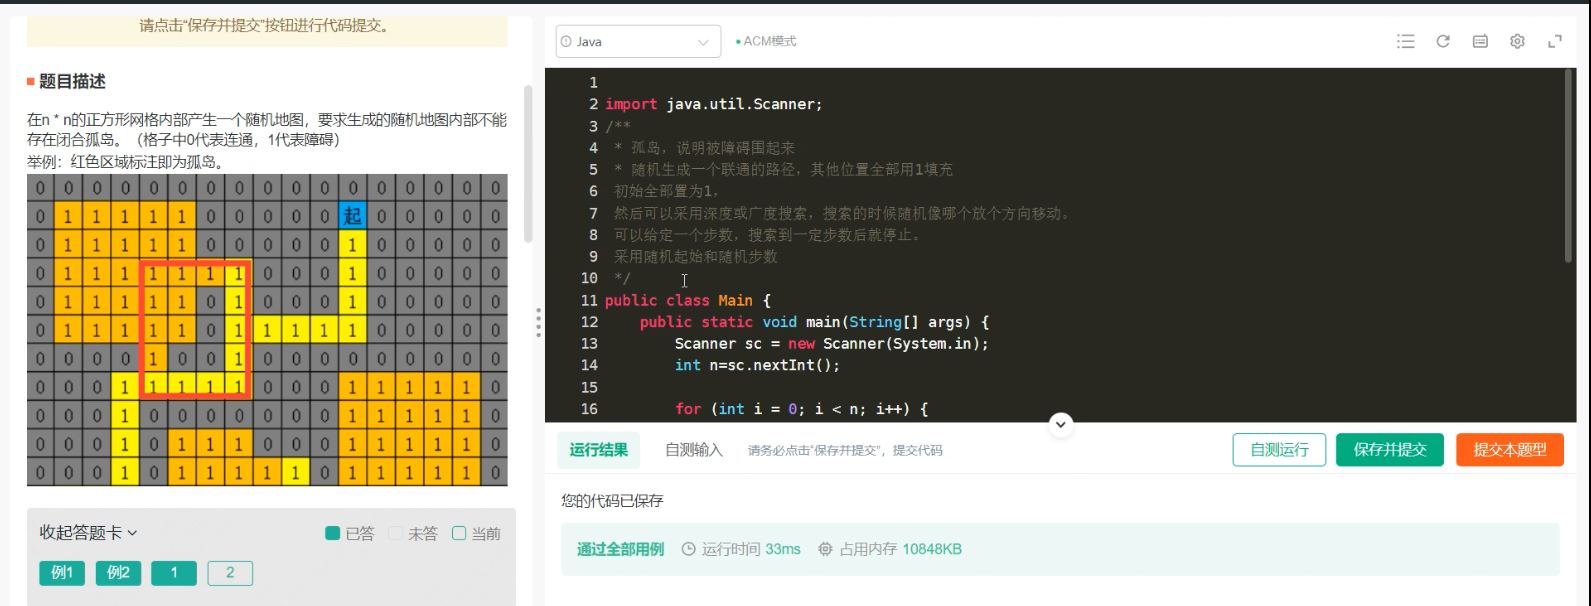 请点击“保存并提交”按钮进行代码提交。
题目描述
在n * n的正方形网格内部产生一个随机地图，要求生成的随机地图内部不能
存在闭合孤岛。（格子中0代表连通，1代表障碍）
举例：红色区域标注即为孤岛。
0 0 0 0 0 0 0 0 0 0 0 0 0 0 0 0 0
0 1 1 1 1 1 0 0 0 0 0 起 0 0 0 0 0
0 1 1 1 1 1 0 0 0 0 0 1 0 0 0 0 0
0 1 1 1 1 1 1 1 0 0 0 1 0 0 0 0 0
0 1 1 1 1 1 0 1 0 0 0 1 0 0 0 0 0
0 1 1 1 1 1 0 1 1 1 1 1 0 0 0 0 0
0 0 0 0 1 0 0 1 0 0 0 0 0 0 0 0 0
0 0 0 1 1 1 1 1 0 0 0 1 1 1 1 1 0
0 0 0 1 0 0 0 0 0 0 0 1 1 1 1 1 0
0 0 0 1 0 1 1 1 0 0 0 1 1 1 1 1 0
0 0 0 1 0 1 1 1 1 1 0 1 1 1 1 1 0
收起答题卡
已答 未答 当前
例1 例2 1 2
Java
ACM模式
1
2 import java.util.Scanner;
3 /**
4 * 孤岛，说明被障碍围起来
5 * 随机生成一个联通的路径，其他位置全部用1填充
6 初始全部置为1，
7 然后可以采用深度或广度搜索，搜索的时候随机像哪个放个方向移动。
8 可以给定一个步数，搜索到一定步数后就停止。
9 采用随机起始和随机步数
10 */
11 public class Main {
12 public static void main(String[] args) {
13 Scanner sc = new Scanner(System.in);
14 int n=sc.nextInt();
15
16 for (int i = 0; i < n; i++) {
运行结果 自测输入 请务必点击“保存并提交”，提交代码 自测运行 保存并提交 提交本题型
您的代码已保存
通过全部用例 运行时间 33ms 占用内存 10848KB